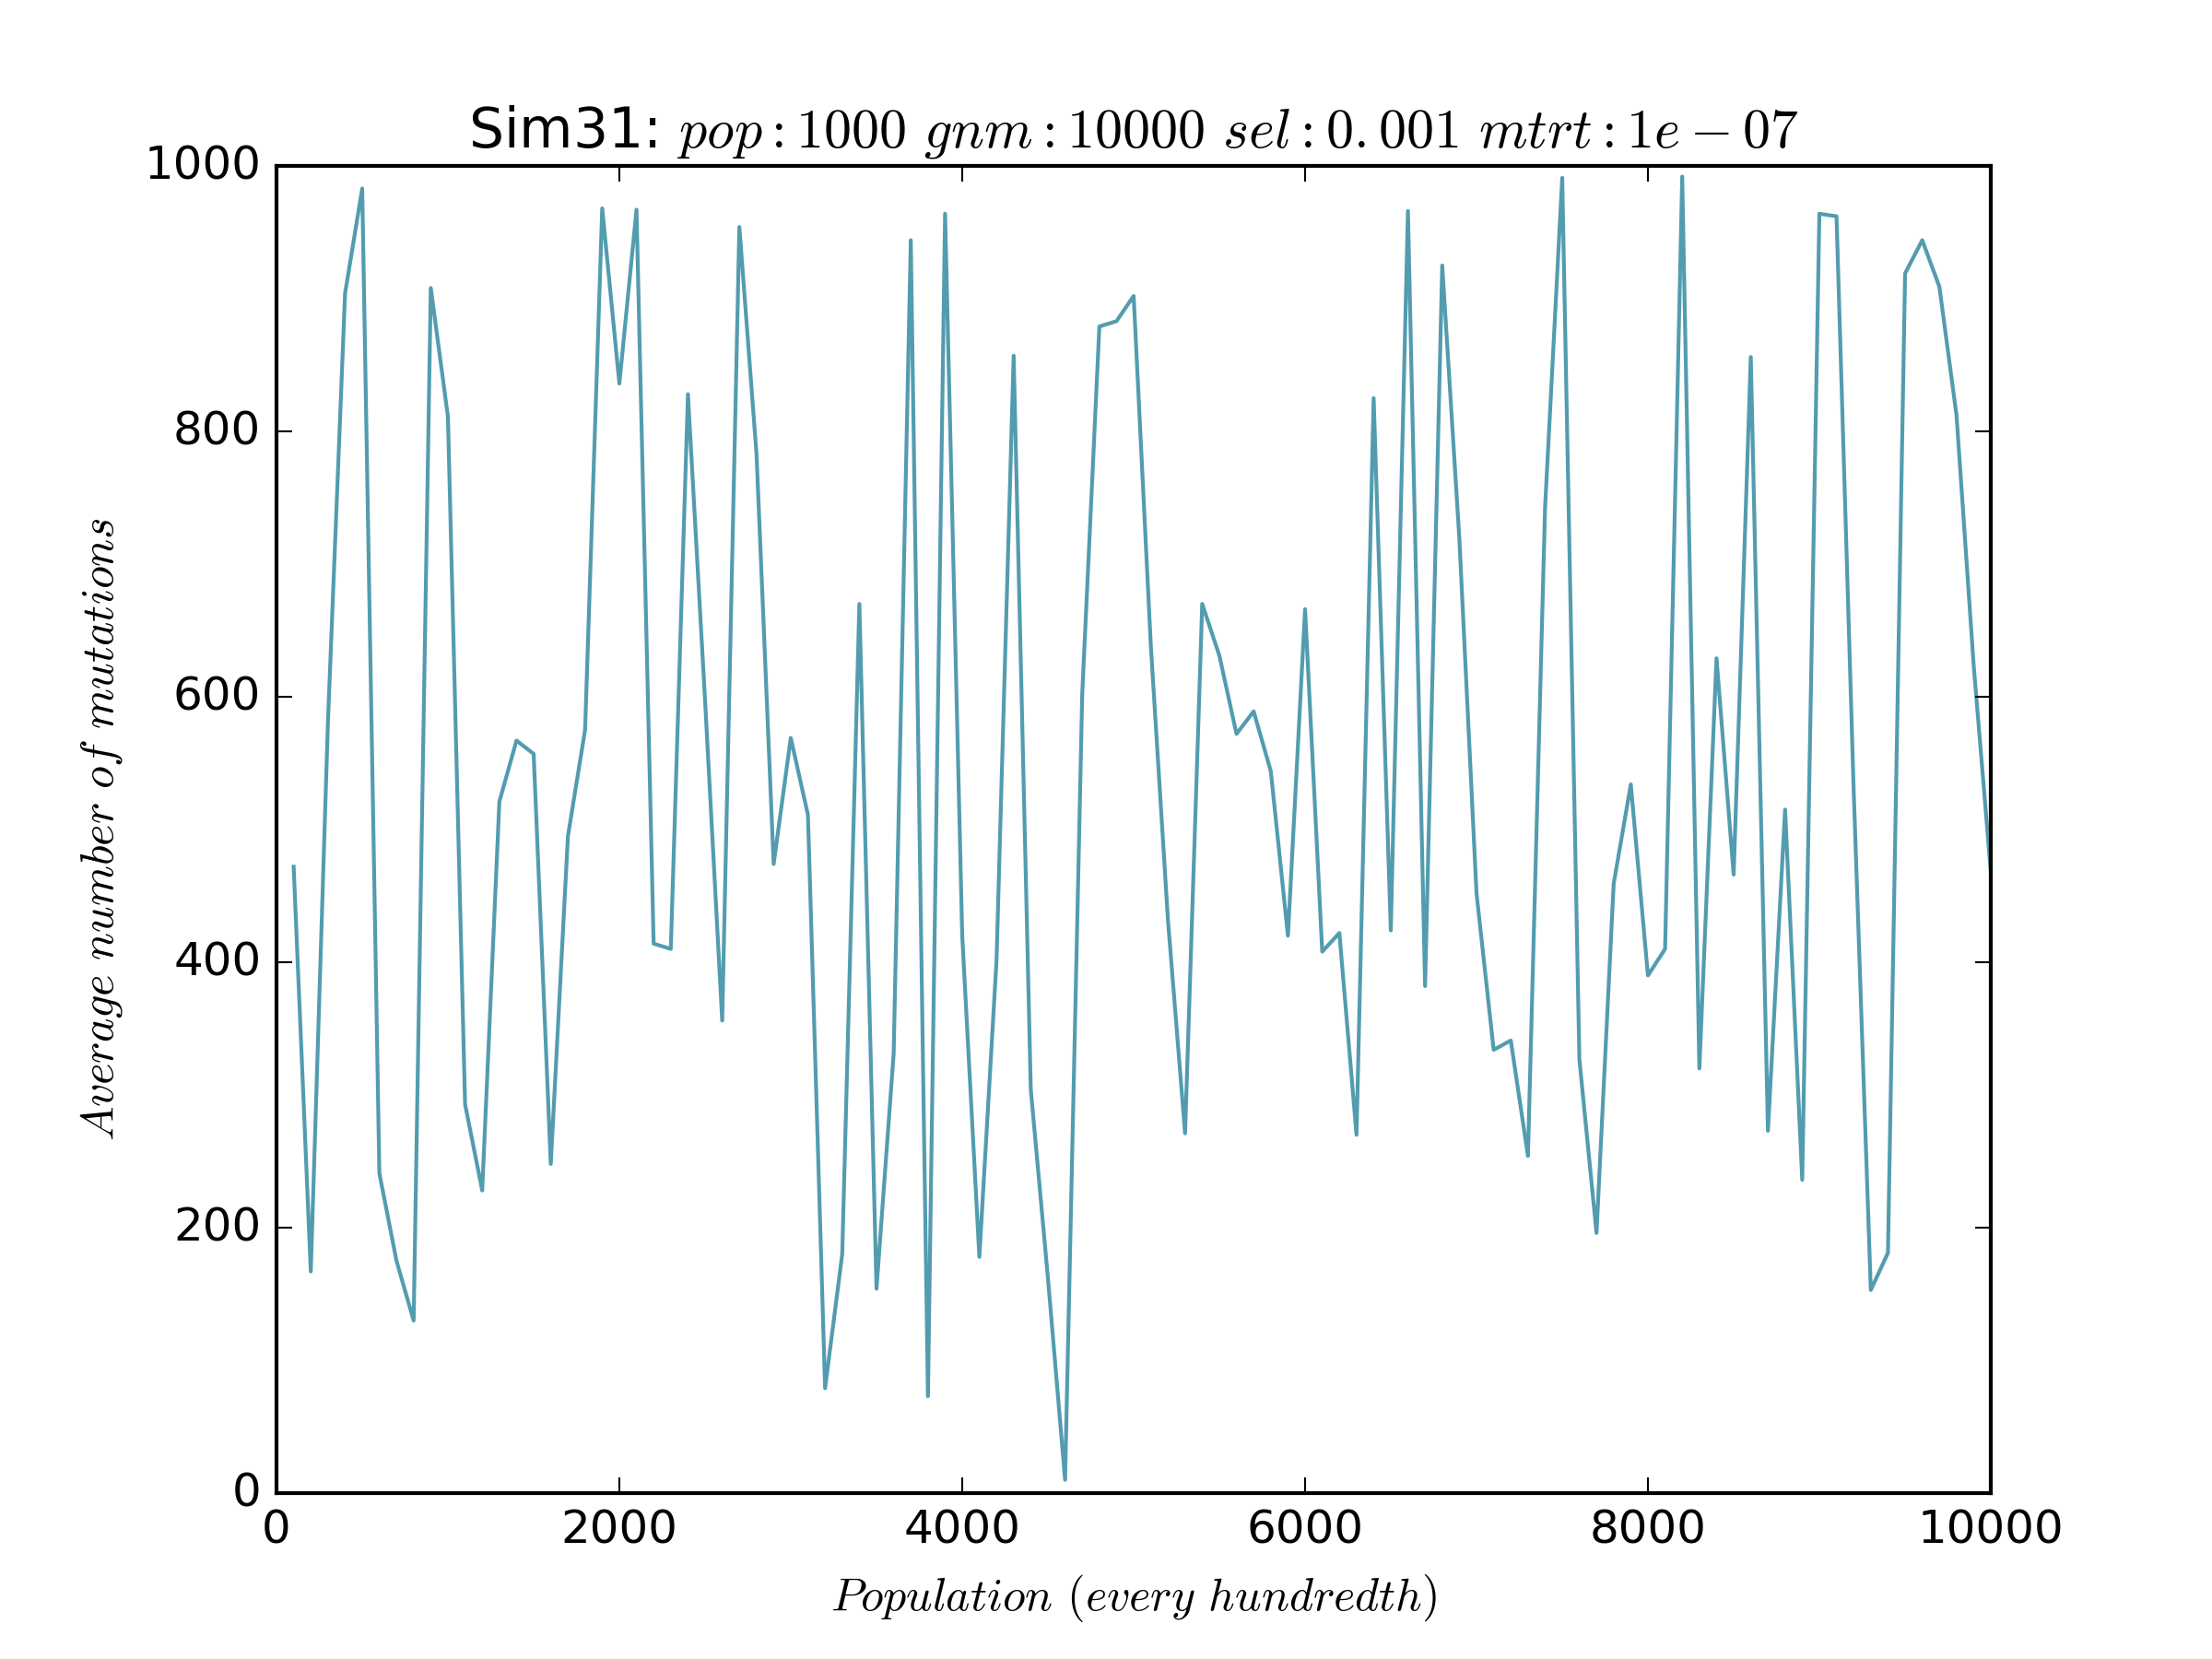 Sim31: pop : 1000 gnm : 10000 sel : 0.001 mtrt : 1e − 07
1000
800
600
400
200
0
Average number of mutations
0 2000 4000 6000 8000 10000
Population (every hundredth)